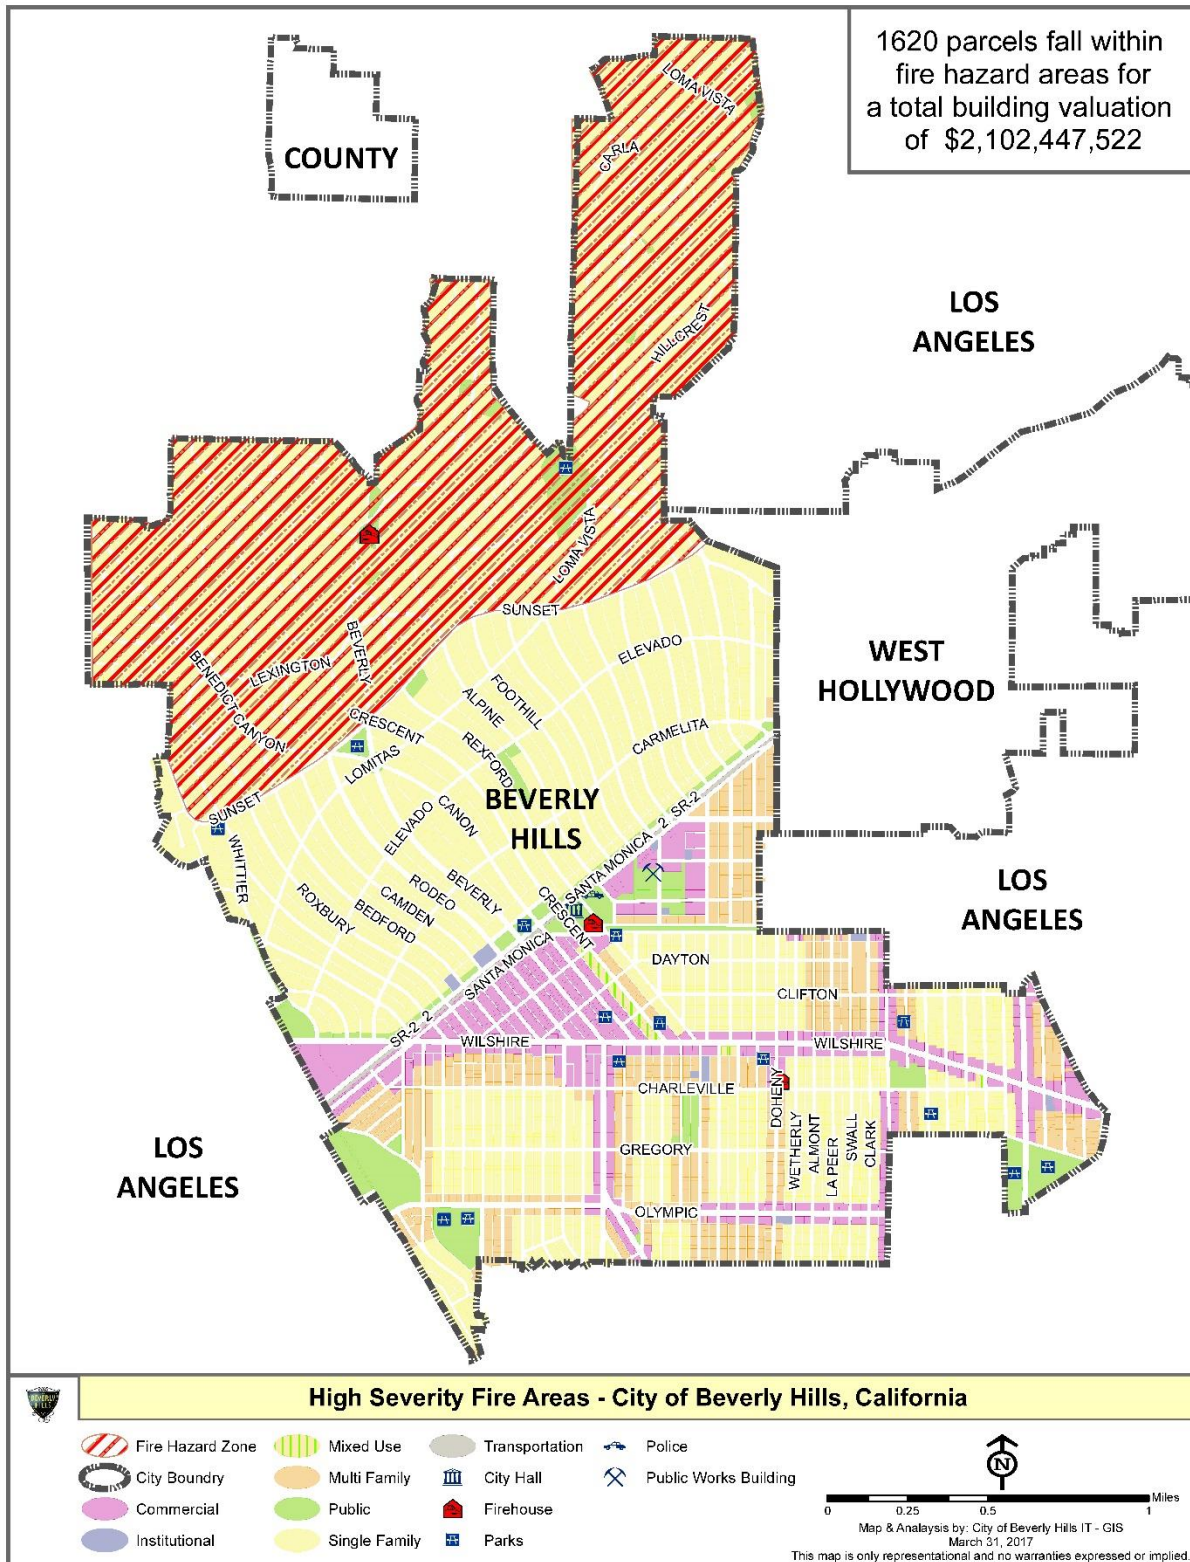 1620 parcels fall within
fire hazard areas for
a total building valuation
of $2,102,447,522
COUNTY
LOMA VISTA
CARLA
HILLCREST
LOS
ANGELES
LOMA VISTA
SUNSET
BEVERLY
LEXINGTON
BENEDICT CANYON
ELEVADO
FOOTHILL
ALPINE
CRESCENT
LOMITAS
REXFORD
CARMELITA
WEST
HOLLYWOOD
SUNSET
BEVERLY
HILLS
ELEVADO
CANON
SANTA MONICA 2 SR-2
WHITTIER
ROXBURY
BEDFORD
CAMDEN
RODEO
BEVERLY
CRESCENT
SANTA MONICA
SR-2 2
LOS
ANGELES
DAYTON
CLIFTON
WILSHIRE
WILSHIRE
CHARLEVILLE
DOHENY
WETHERLY
ALMONT
LA PEER
SWALL
CLARK
GREGORY
OLYMPIC
LOS
ANGELES
BEVERLY
HILLS
High Severity Fire Areas - City of Beverly Hills, California
Fire Hazard Zone
City Boundry
Commercial
Institutional
Mixed Use
Multi Family
Public
Single Family
Transportation
City Hall
Firehouse
Parks
Police
Public Works Building
N
0 0.25 0.5 1 Miles
Map & Analaysis by: City of Beverly Hills IT - GIS
March 31, 2017
This map is only representational and no warranties expressed or implied